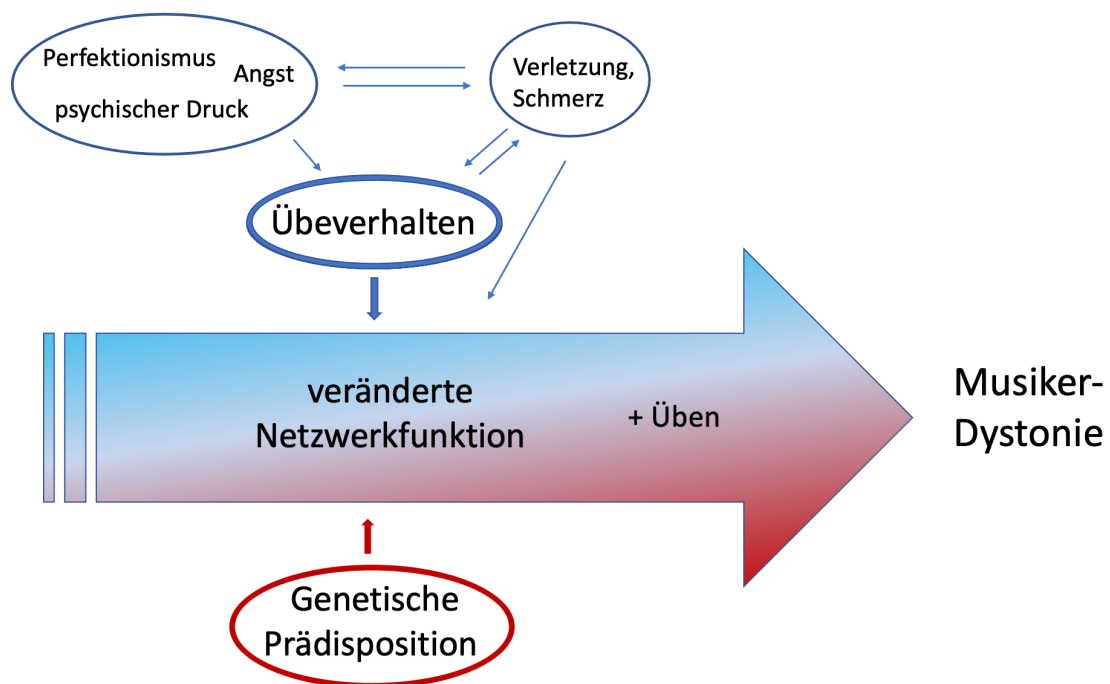 Perfektionismus
Angst
psychischer Druck
Verletzung,
Schmerz
Übeverhalten
veränderte
Netzwerkfunktion
+ Üben
Musiker-
Dystonie
Genetische
Prädisposition